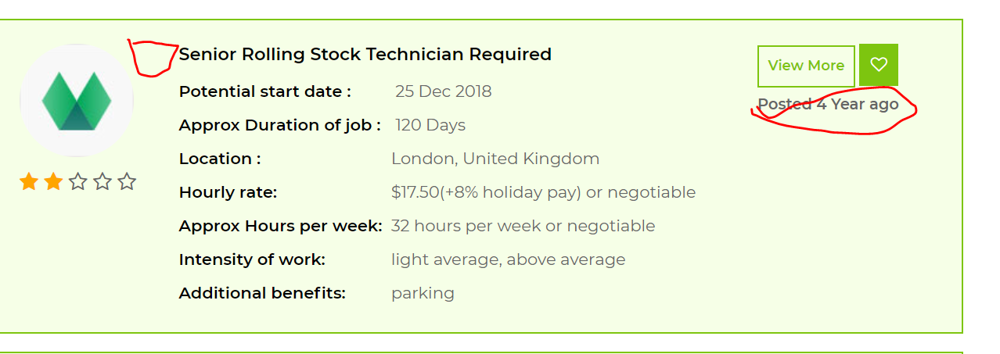 Senior Rolling Stock Technician Required
View More
Posted 4 Year ago
Potential start date : 25 Dec 2018
Approx Duration of job : 120 Days
Location : London, United Kingdom
Hourly rate: $17.50(+8% holiday pay) or negotiable
Approx Hours per week: 32 hours per week or negotiable
Intensity of work: light average, above average
Additional benefits: parking